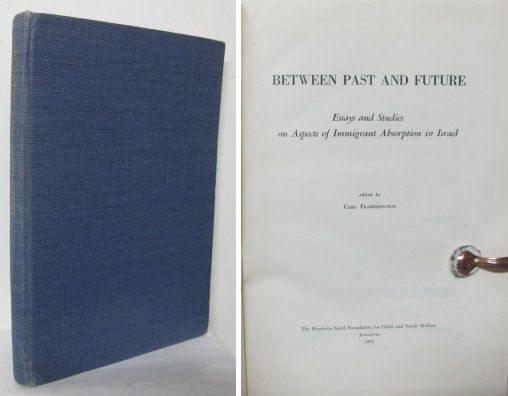 BETWEEN PAST AND FUTURE
Essays and Studies
on Aspects of Immigrant Absorption in Israel
edited by
CARL FRANKENSTEIN
The Henrietta Szold Foundation for Child and Youth Welfare
Jerusalem
1953